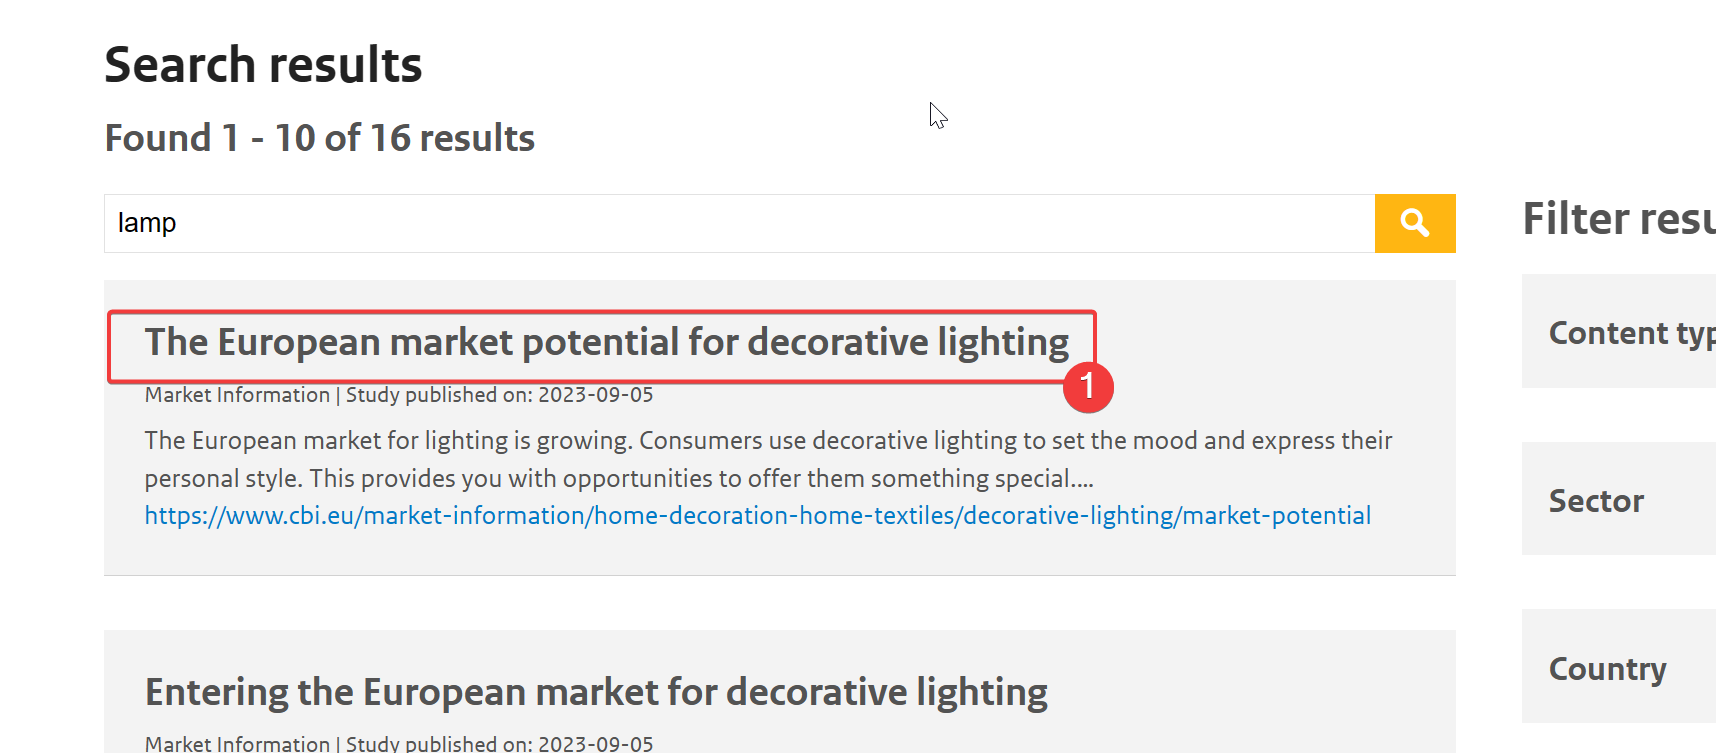 Search results
Found 1 - 10 of 16 results
lamp
Filter resu
The European market potential for decorative lighting
1
Market Information | Study published on: 2023-09-05
The European market for lighting is growing. Consumers use decorative lighting to set the mood and express their
personal style. This provides you with opportunities to offer them something special....
https://www.cbi.eu/market-information/home-decoration-home-textiles/decorative-lighting/market-potential
Content typ
Sector
Entering the European market for decorative lighting
Market Information | Study published on: 2023-09-05
Country